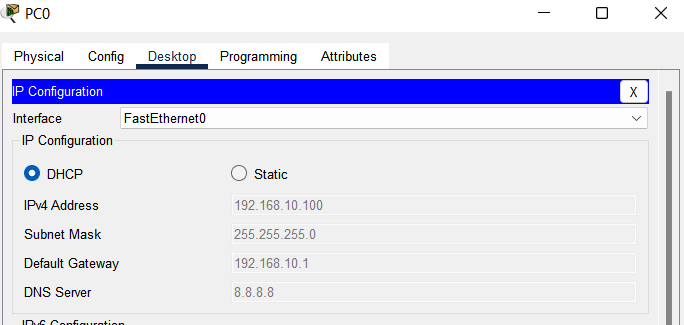 PC0
Physical Config Desktop Programming Attributes
IP Configuration X
Interface FastEthernet0
IP Configuration
DHCP Static
IPv4 Address 192.168.10.100
Subnet Mask 255.255.255.0
Default Gateway 192.168.10.1
DNS Server 8.8.8.8
IPv6 Configuration